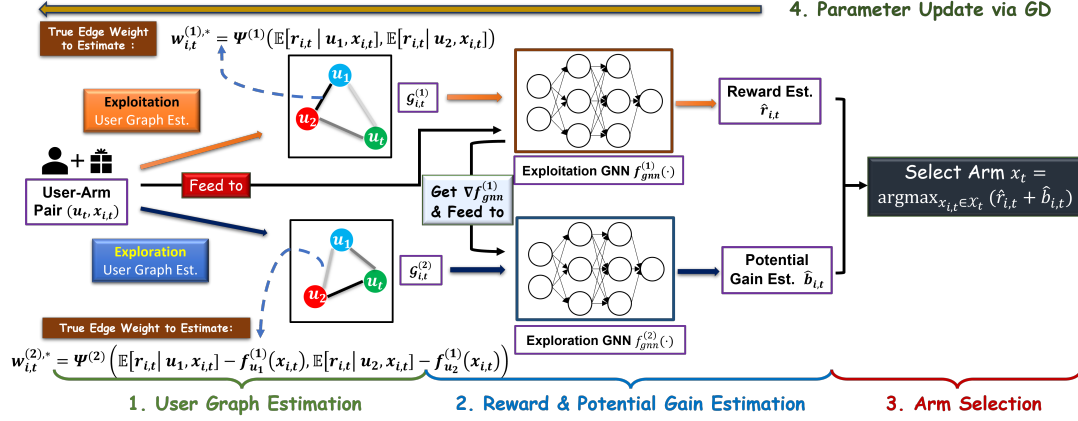 4. Parameter Update via GD
True Edge Weight
to Estimate :
w_{i,t}^{(1),*} = Ψ^{(1)}(𝔼[r_{i,t} | u_1, x_{i,t}], 𝔼[r_{i,t} | u_2, x_{i,t}])
u_1
u_2
u_t
𝒢_{i,t}^{(1)}
Exploitation
User Graph Est.
Reward Est.
r̂_{i,t}
Exploitation GNN f_{gnn}^{(1)}(·)
User-Arm
Pair (u_t, x_{i,t})
Feed to
Get ∇f_{gnn}^{(1)}
& Feed to
Select Arm x_t =
argmax_{x_{i,t}∈𝒳_t} (r̂_{i,t} + b̂_{i,t})
Exploration
User Graph Est.
u_1
u_2
u_t
𝒢_{i,t}^{(2)}
Potential
Gain Est. b̂_{i,t}
Exploration GNN f_{gnn}^{(2)}(·)
True Edge Weight to Estimate:
w_{i,t}^{(2),*} = Ψ^{(2)}(𝔼[r_{i,t} | u_1, x_{i,t}] − f_{u_1}^{(1)}(x_{i,t}), 𝔼[r_{i,t} | u_2, x_{i,t}] − f_{u_2}^{(1)}(x_{i,t}))
1. User Graph Estimation
2. Reward & Potential Gain Estimation
3. Arm Selection